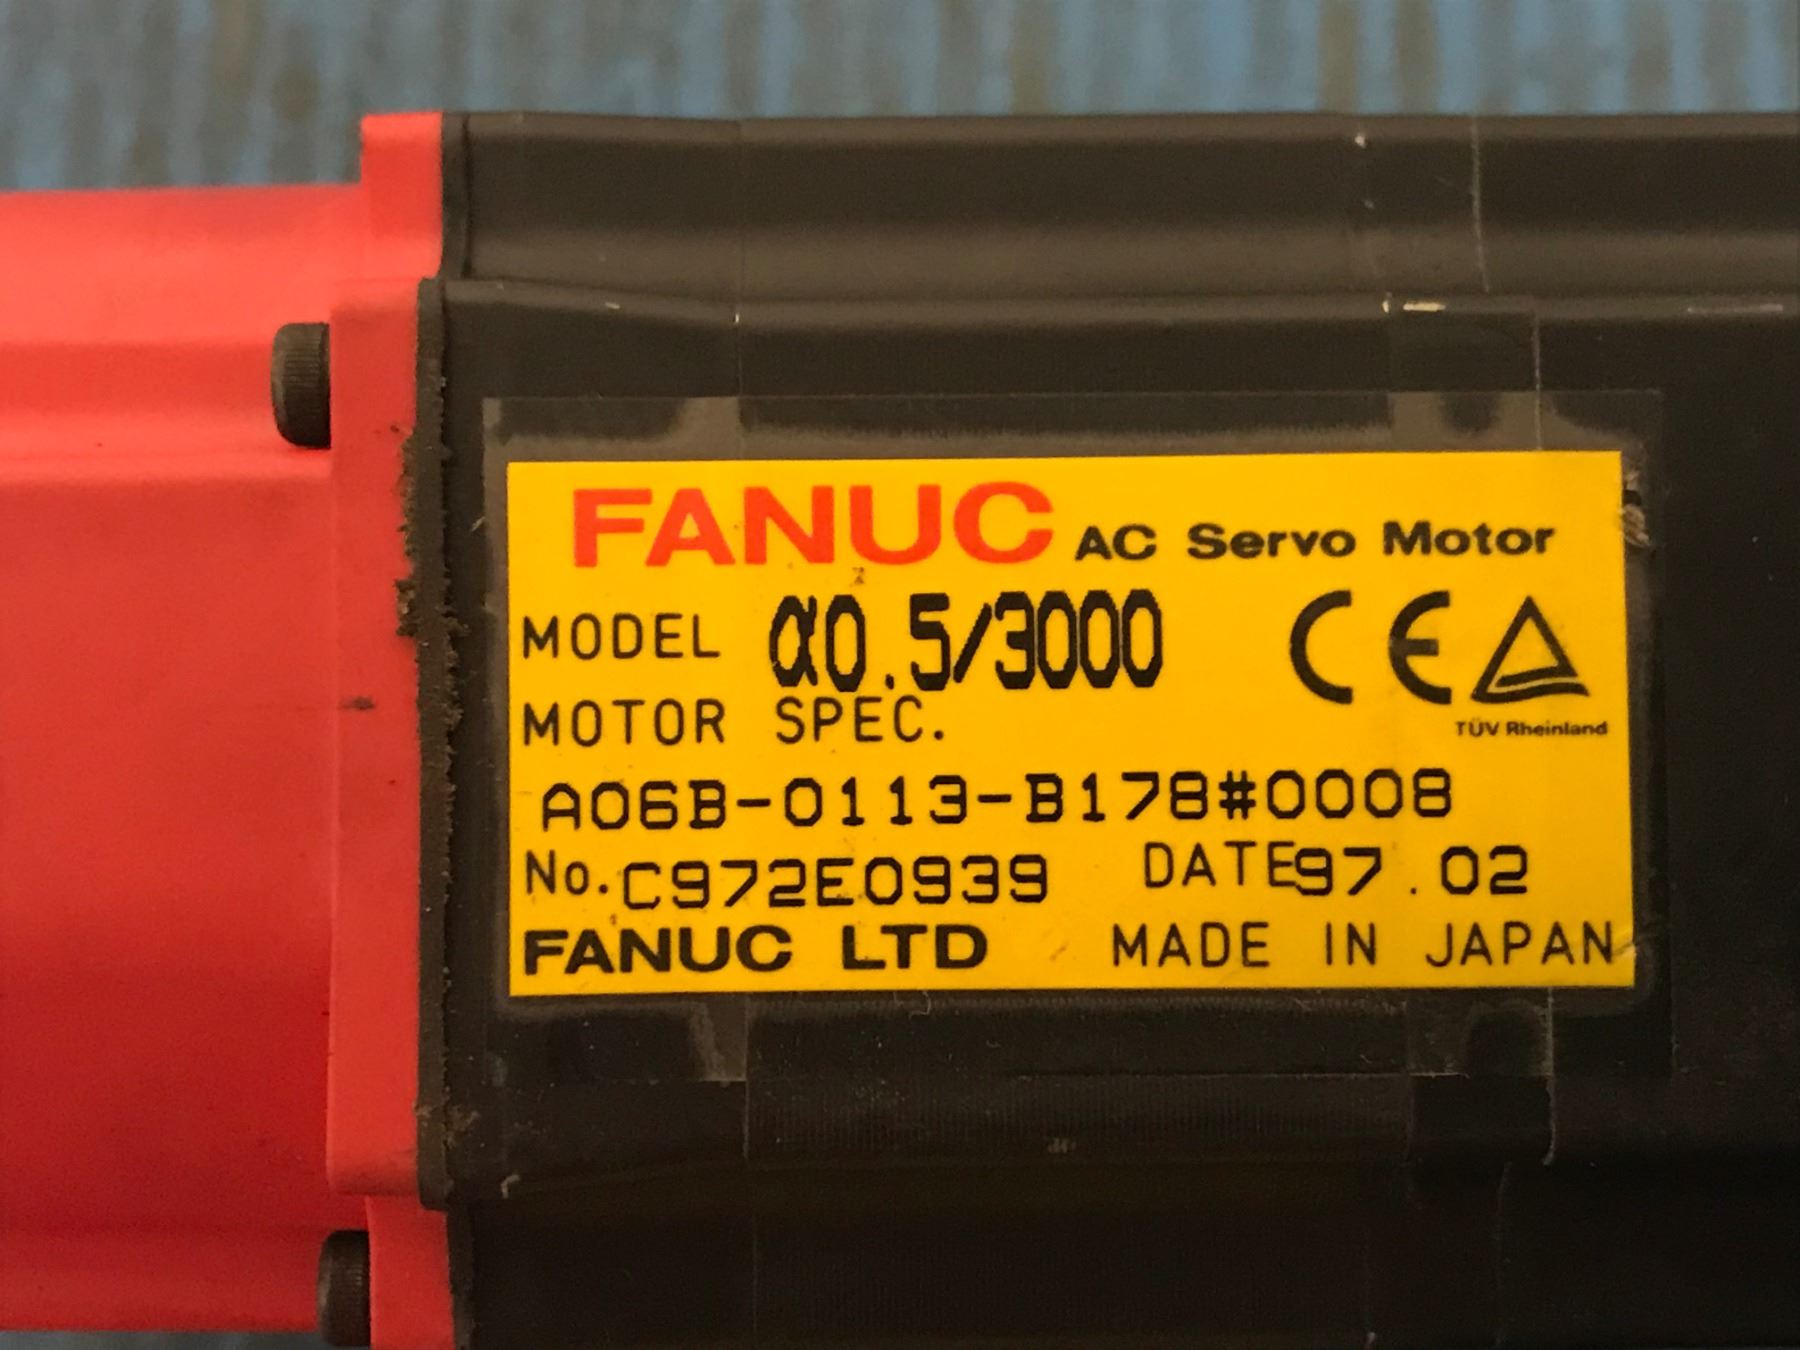 FANUC AC Servo Motor
MODEL α0.5/3000
CE
MOTOR SPEC.
TÜV Rheinland
A06B-0113-B178#0008
No. C972E0939 DATE 97.02
FANUC LTD MADE IN JAPAN